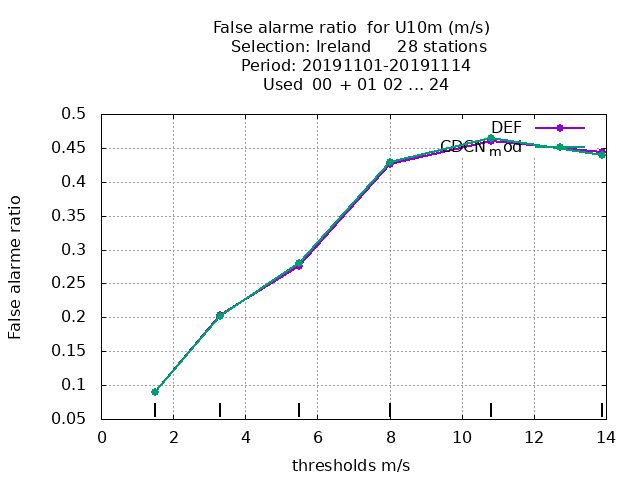 False alarme ratio  for U10m (m/s)
Selection: Ireland     28 stations
Period: 20191101-20191114
Used  00 + 01 02 ... 24
0.5
0.45
0.4
0.35
0.3
0.25
0.2
0.15
0.1
0.05
False alarme ratio
DEF
CDCNmod
0 2 4 6 8 10 12 14
thresholds m/s